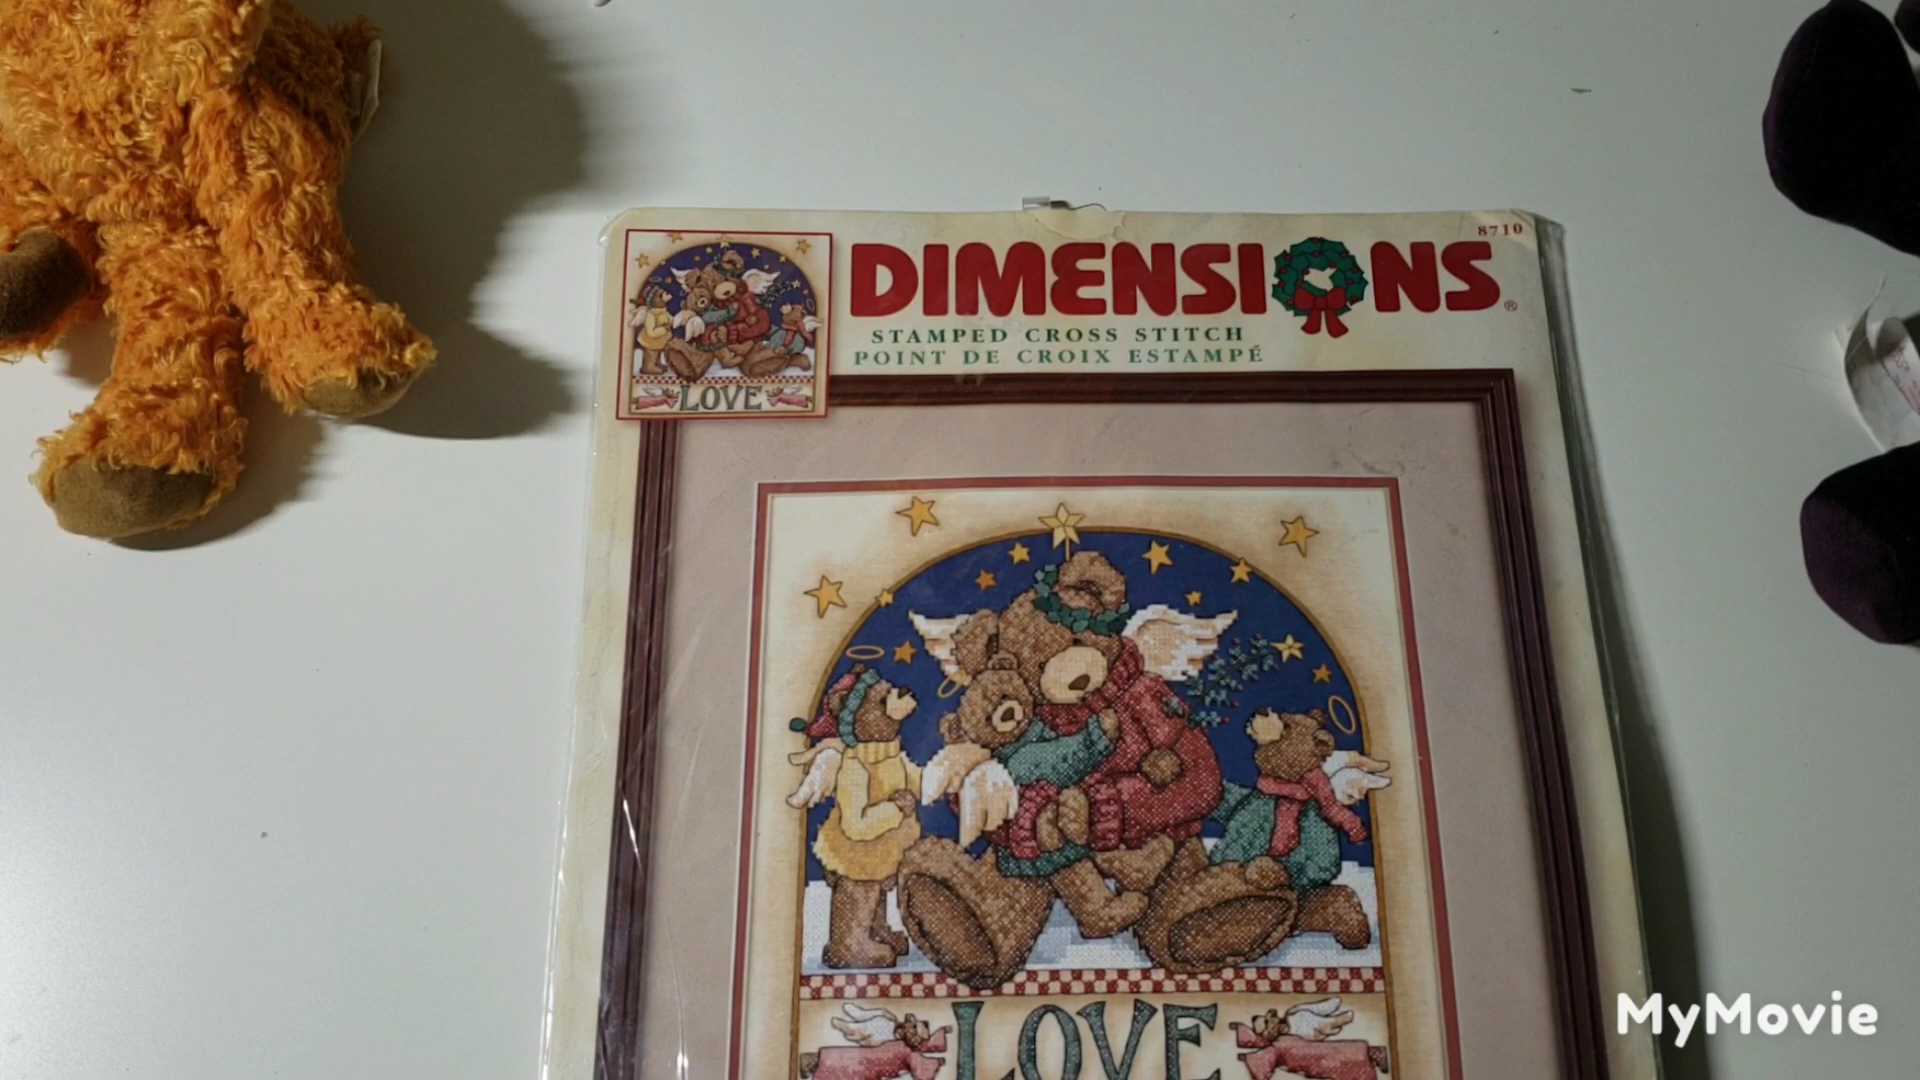 8710
DIMENSIONS®
STAMPED CROSS STITCH
POINT DE CROIX ESTAMPÉ
LOVE
LOVE
MyMovie